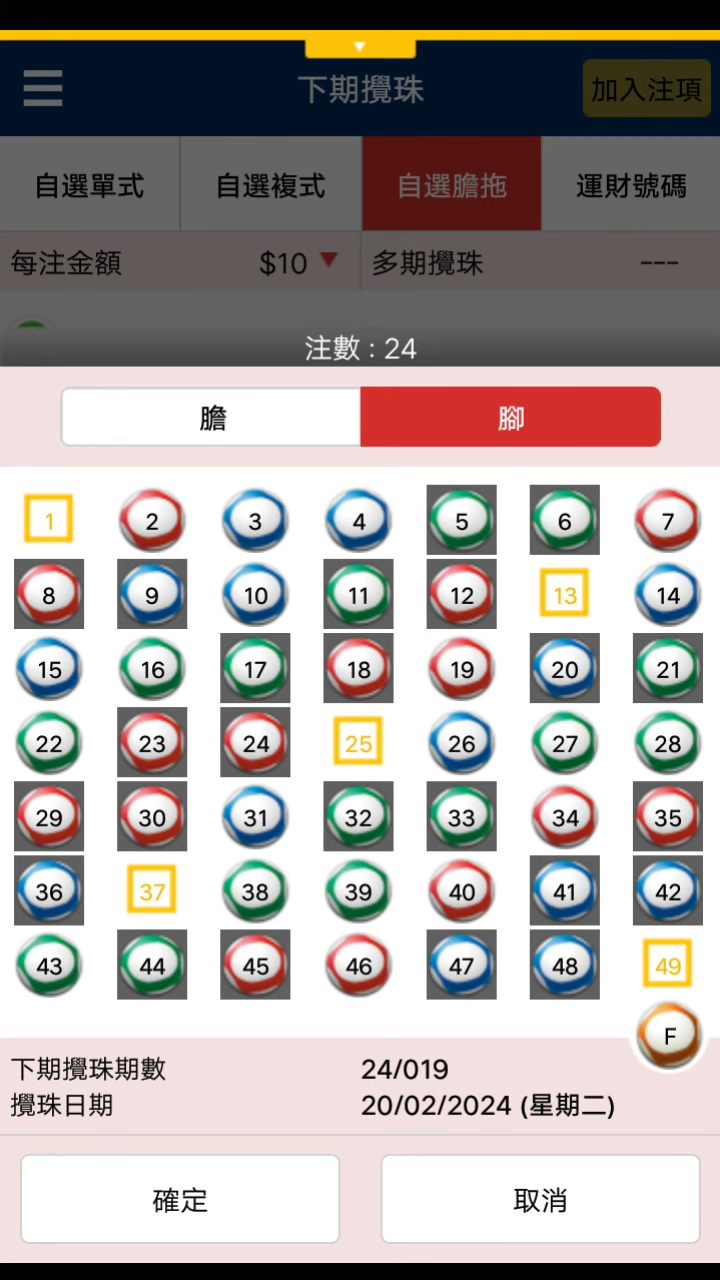 下期攪珠 加入注項
自選單式 自選複式 自選膽拖 運財號碼
每注金額 $10 多期攪珠 ---
注數 : 24
膽 腳
1 2 3 4 5 6 7
8 9 10 11 12 13 14
15 16 17 18 19 20 21
22 23 24 25 26 27 28
29 30 31 32 33 34 35
36 37 38 39 40 41 42
43 44 45 46 47 48 49
F
下期攪珠期數 24/019
攪珠日期 20/02/2024 (星期二)
確定 取消